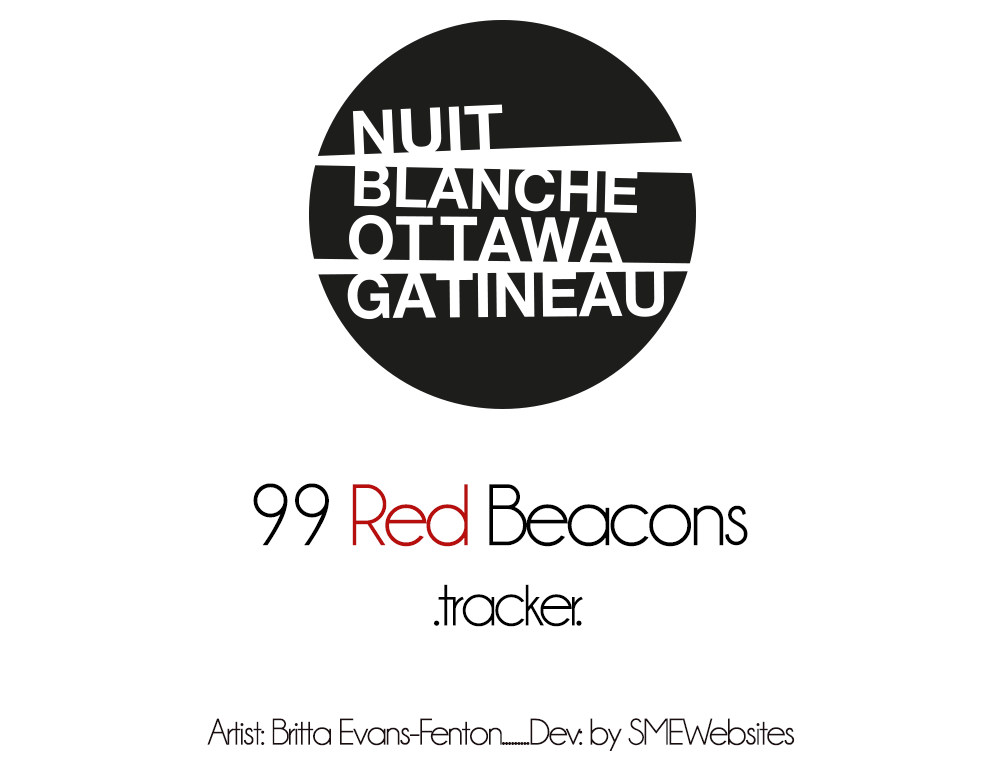 NUIT
BLANCHE
OTTAWA
GATINEAU
99 Red Beacons
.tracker.
Artist: Britta Evans-Fenton.........Dev: by SMEWebsites